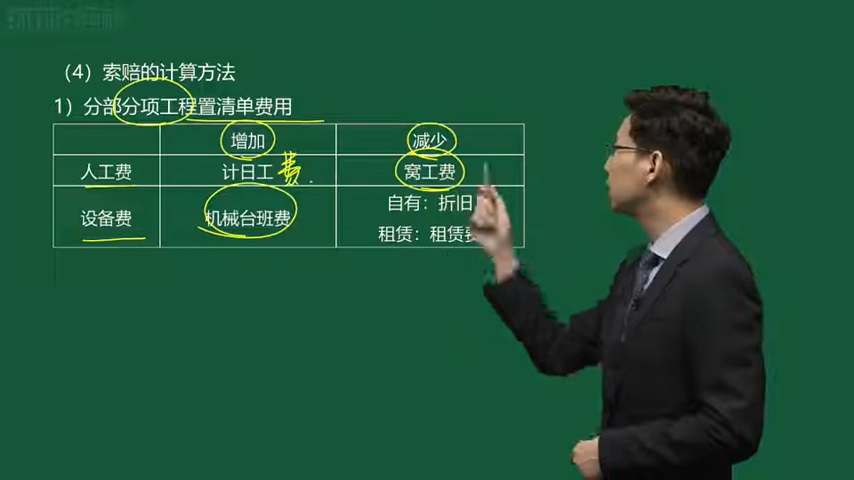 （4）索赔的计算方法
1）分部分项工程置清单费用
增加 减少
人工费 计日工费 窝工费
设备费 机械台班费 自有：折旧
租赁：租赁费